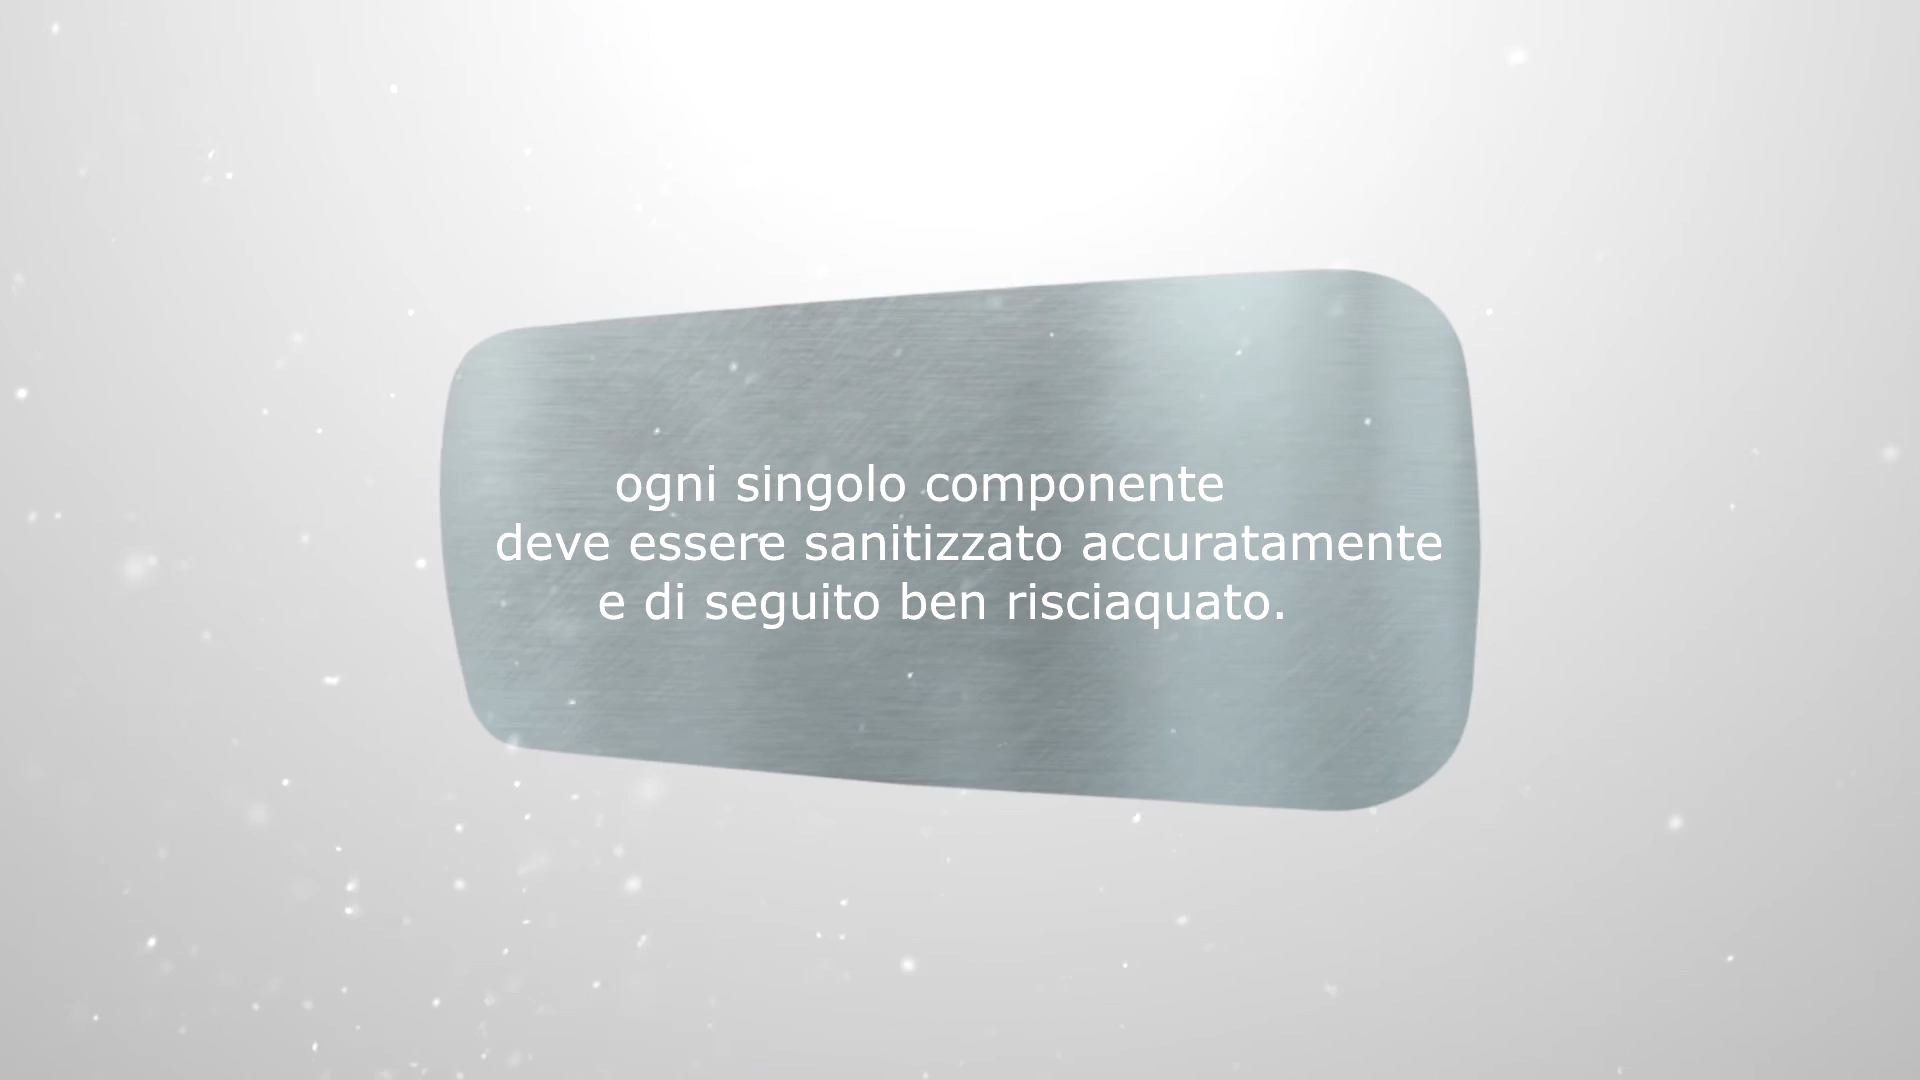 ogni singolo componente
deve essere sanitizzato accuratamente
e di seguito ben risciaquato.